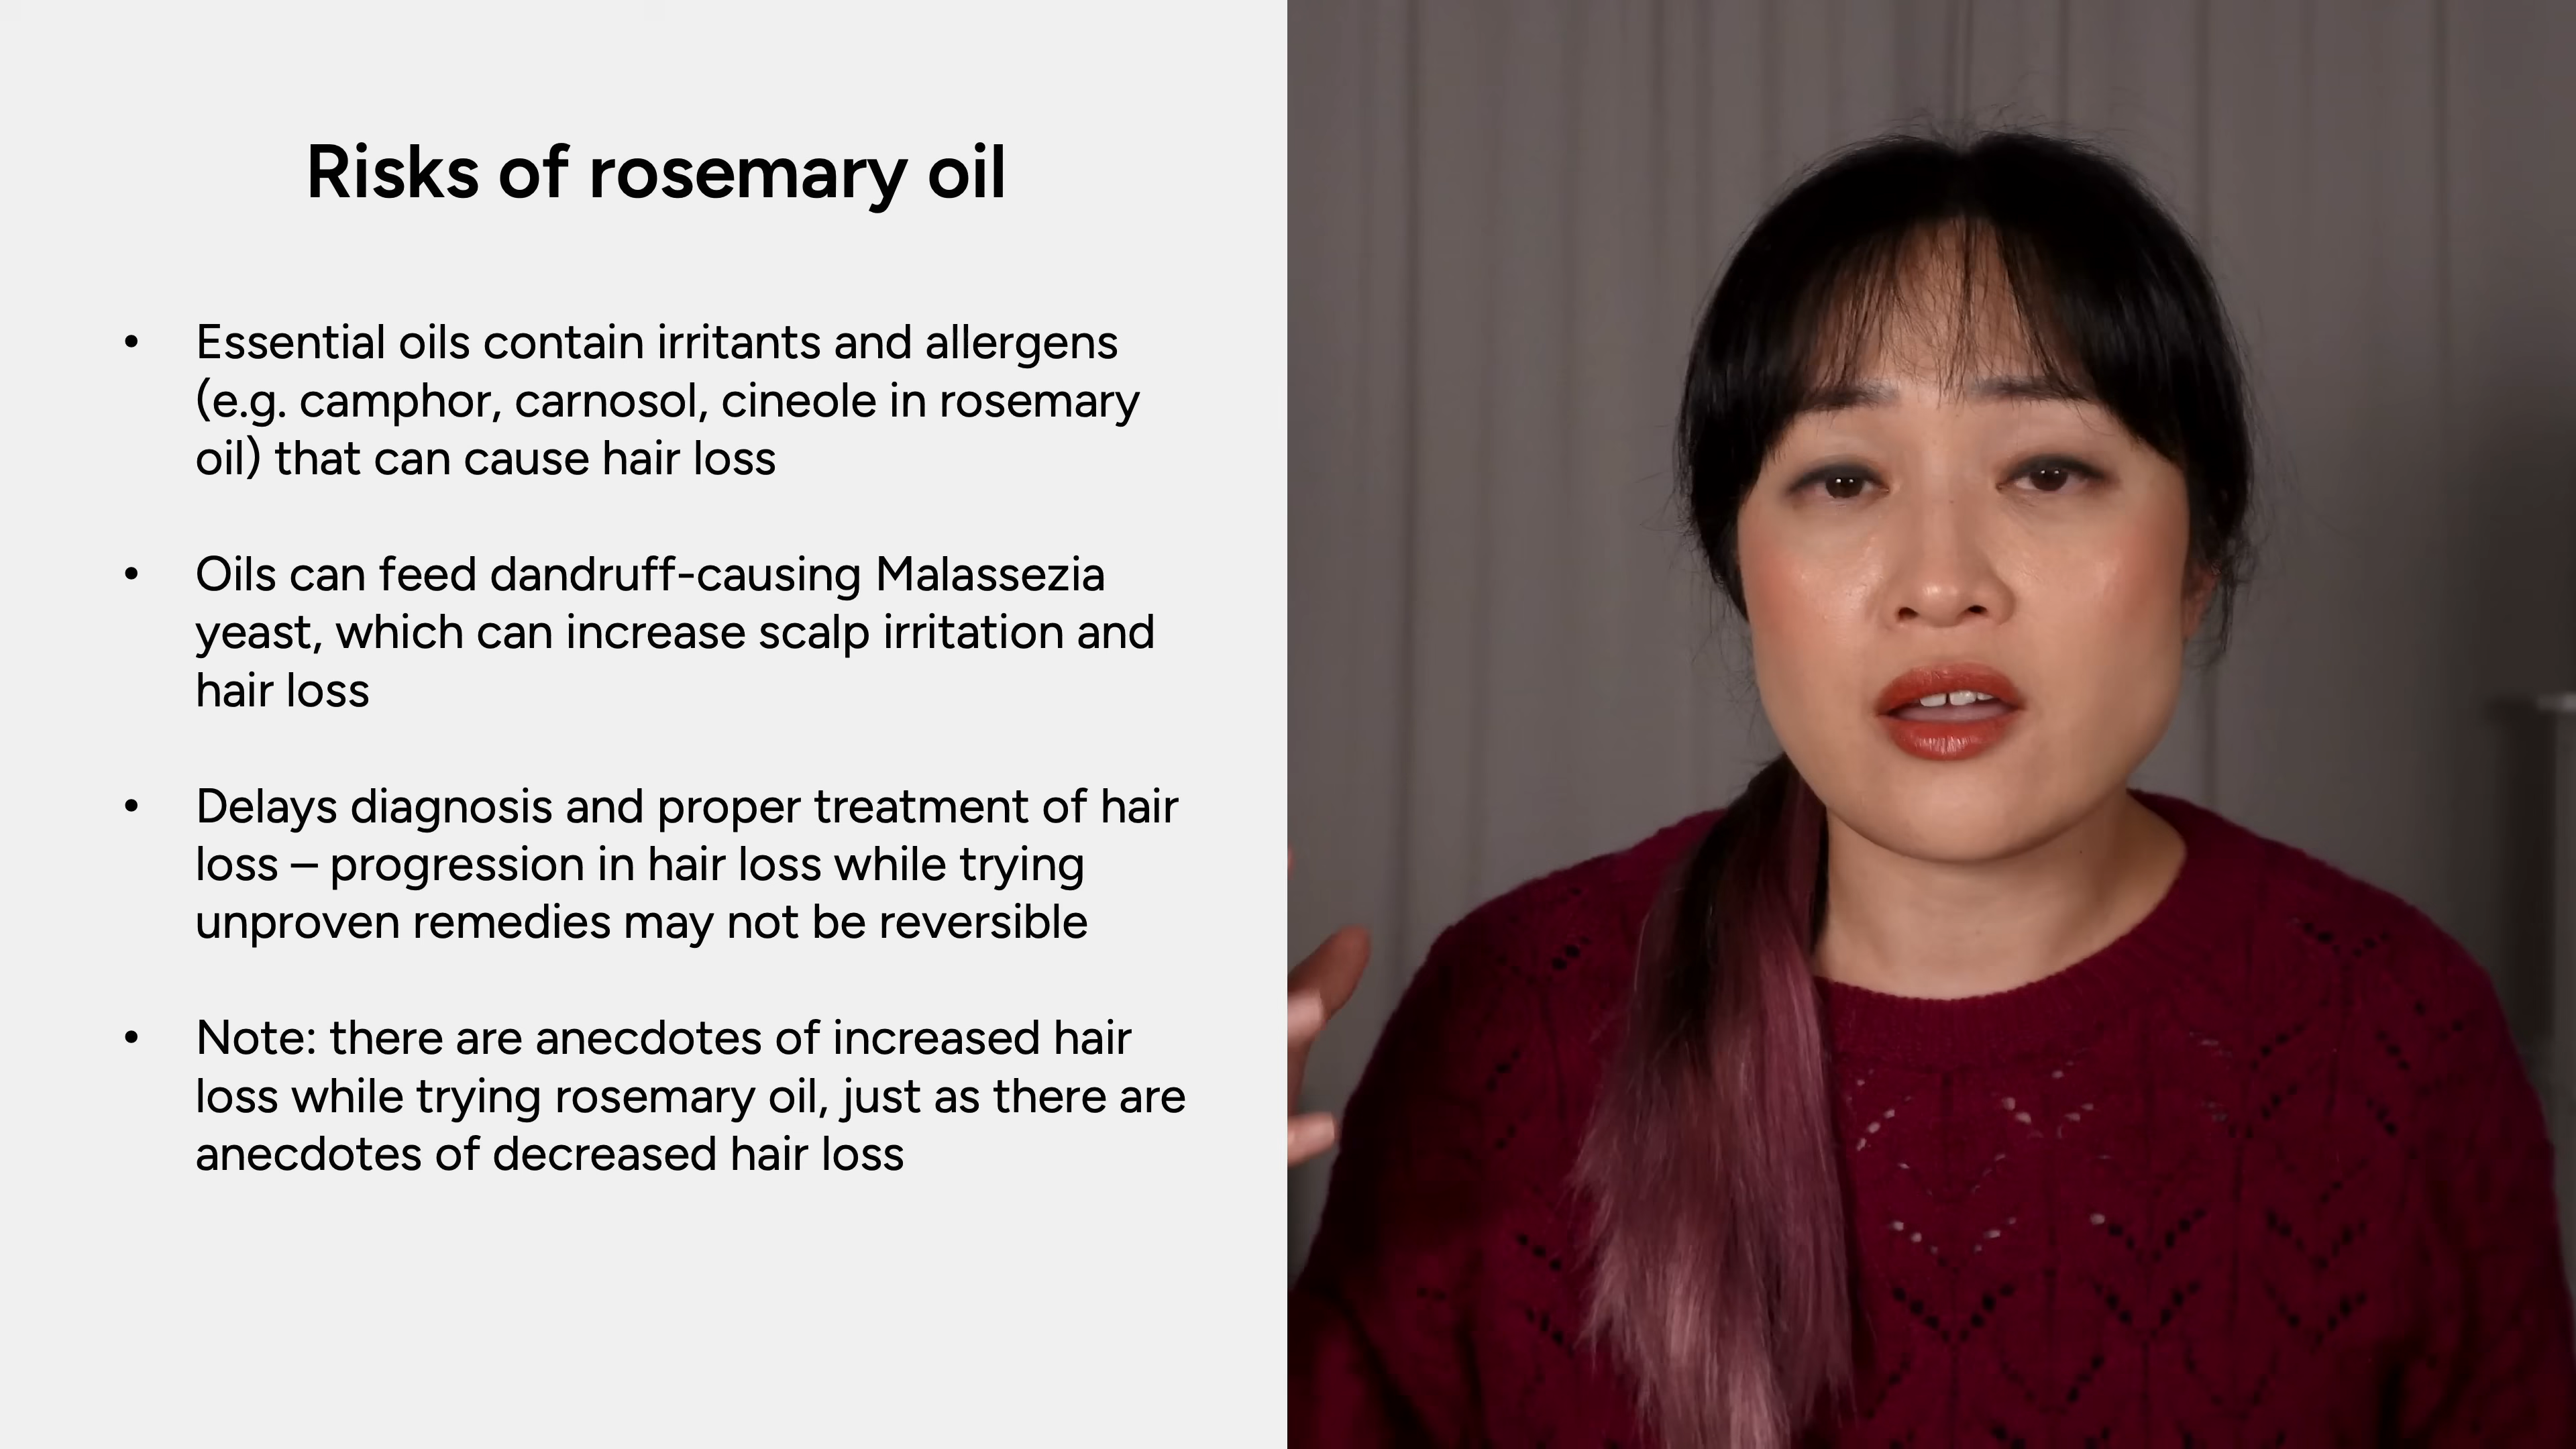 Risks of rosemary oil
• Essential oils contain irritants and allergens
(e.g. camphor, carnosol, cineole in rosemary
oil) that can cause hair loss
• Oils can feed dandruff-causing Malassezia
yeast, which can increase scalp irritation and
hair loss
• Delays diagnosis and proper treatment of hair
loss – progression in hair loss while trying
unproven remedies may not be reversible
• Note: there are anecdotes of increased hair
loss while trying rosemary oil, just as there are
anecdotes of decreased hair loss